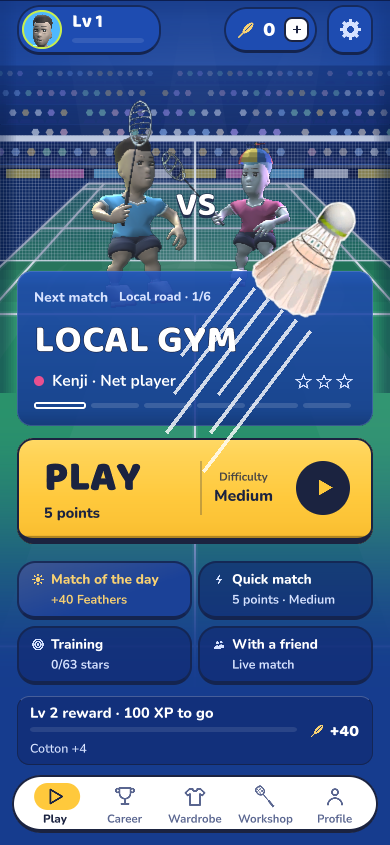 Lv 1
0
+
VS
Next match Local road · 1/6
LOCAL GYM
Kenji · Net player
PLAY
5 points
Difficulty
Medium
Match of the day
+40 Feathers
Quick match
5 points · Medium
Training
0/63 stars
With a friend
Live match
Lv 2 reward · 100 XP to go
+40
Cotton +4
Play
Career
Wardrobe
Workshop
Profile